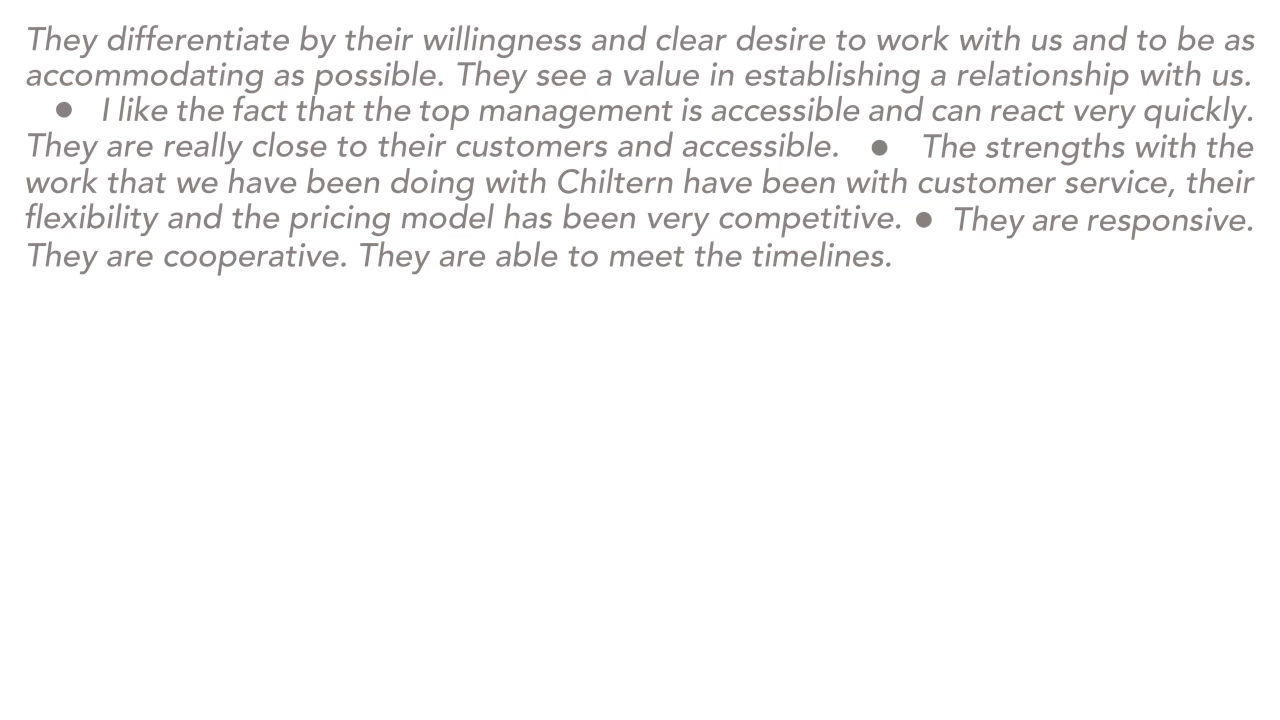 They differentiate by their willingness and clear desire to work with us and to be as
accommodating as possible. They see a value in establishing a relationship with us.
● I like the fact that the top management is accessible and can react very quickly.
They are really close to their customers and accessible. ● The strengths with the
work that we have been doing with Chiltern have been with customer service, their
flexibility and the pricing model has been very competitive. ● They are responsive.
They are cooperative. They are able to meet the timelines.